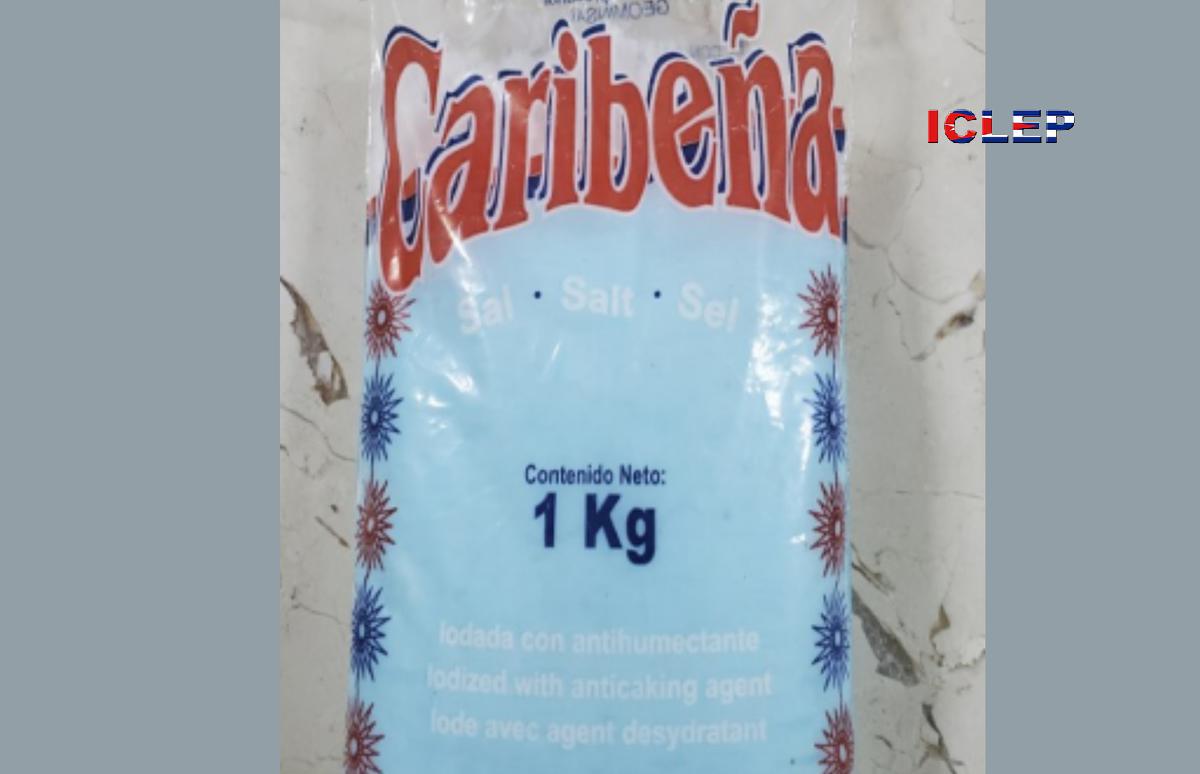 GEOMINSAL
Caribeña
ICLEP
Sal · Salt · Sel
Contenido Neto:
1 Kg
Iodada con antihumectante
Iodized with anticaking agent
Iode avec agent desydratant